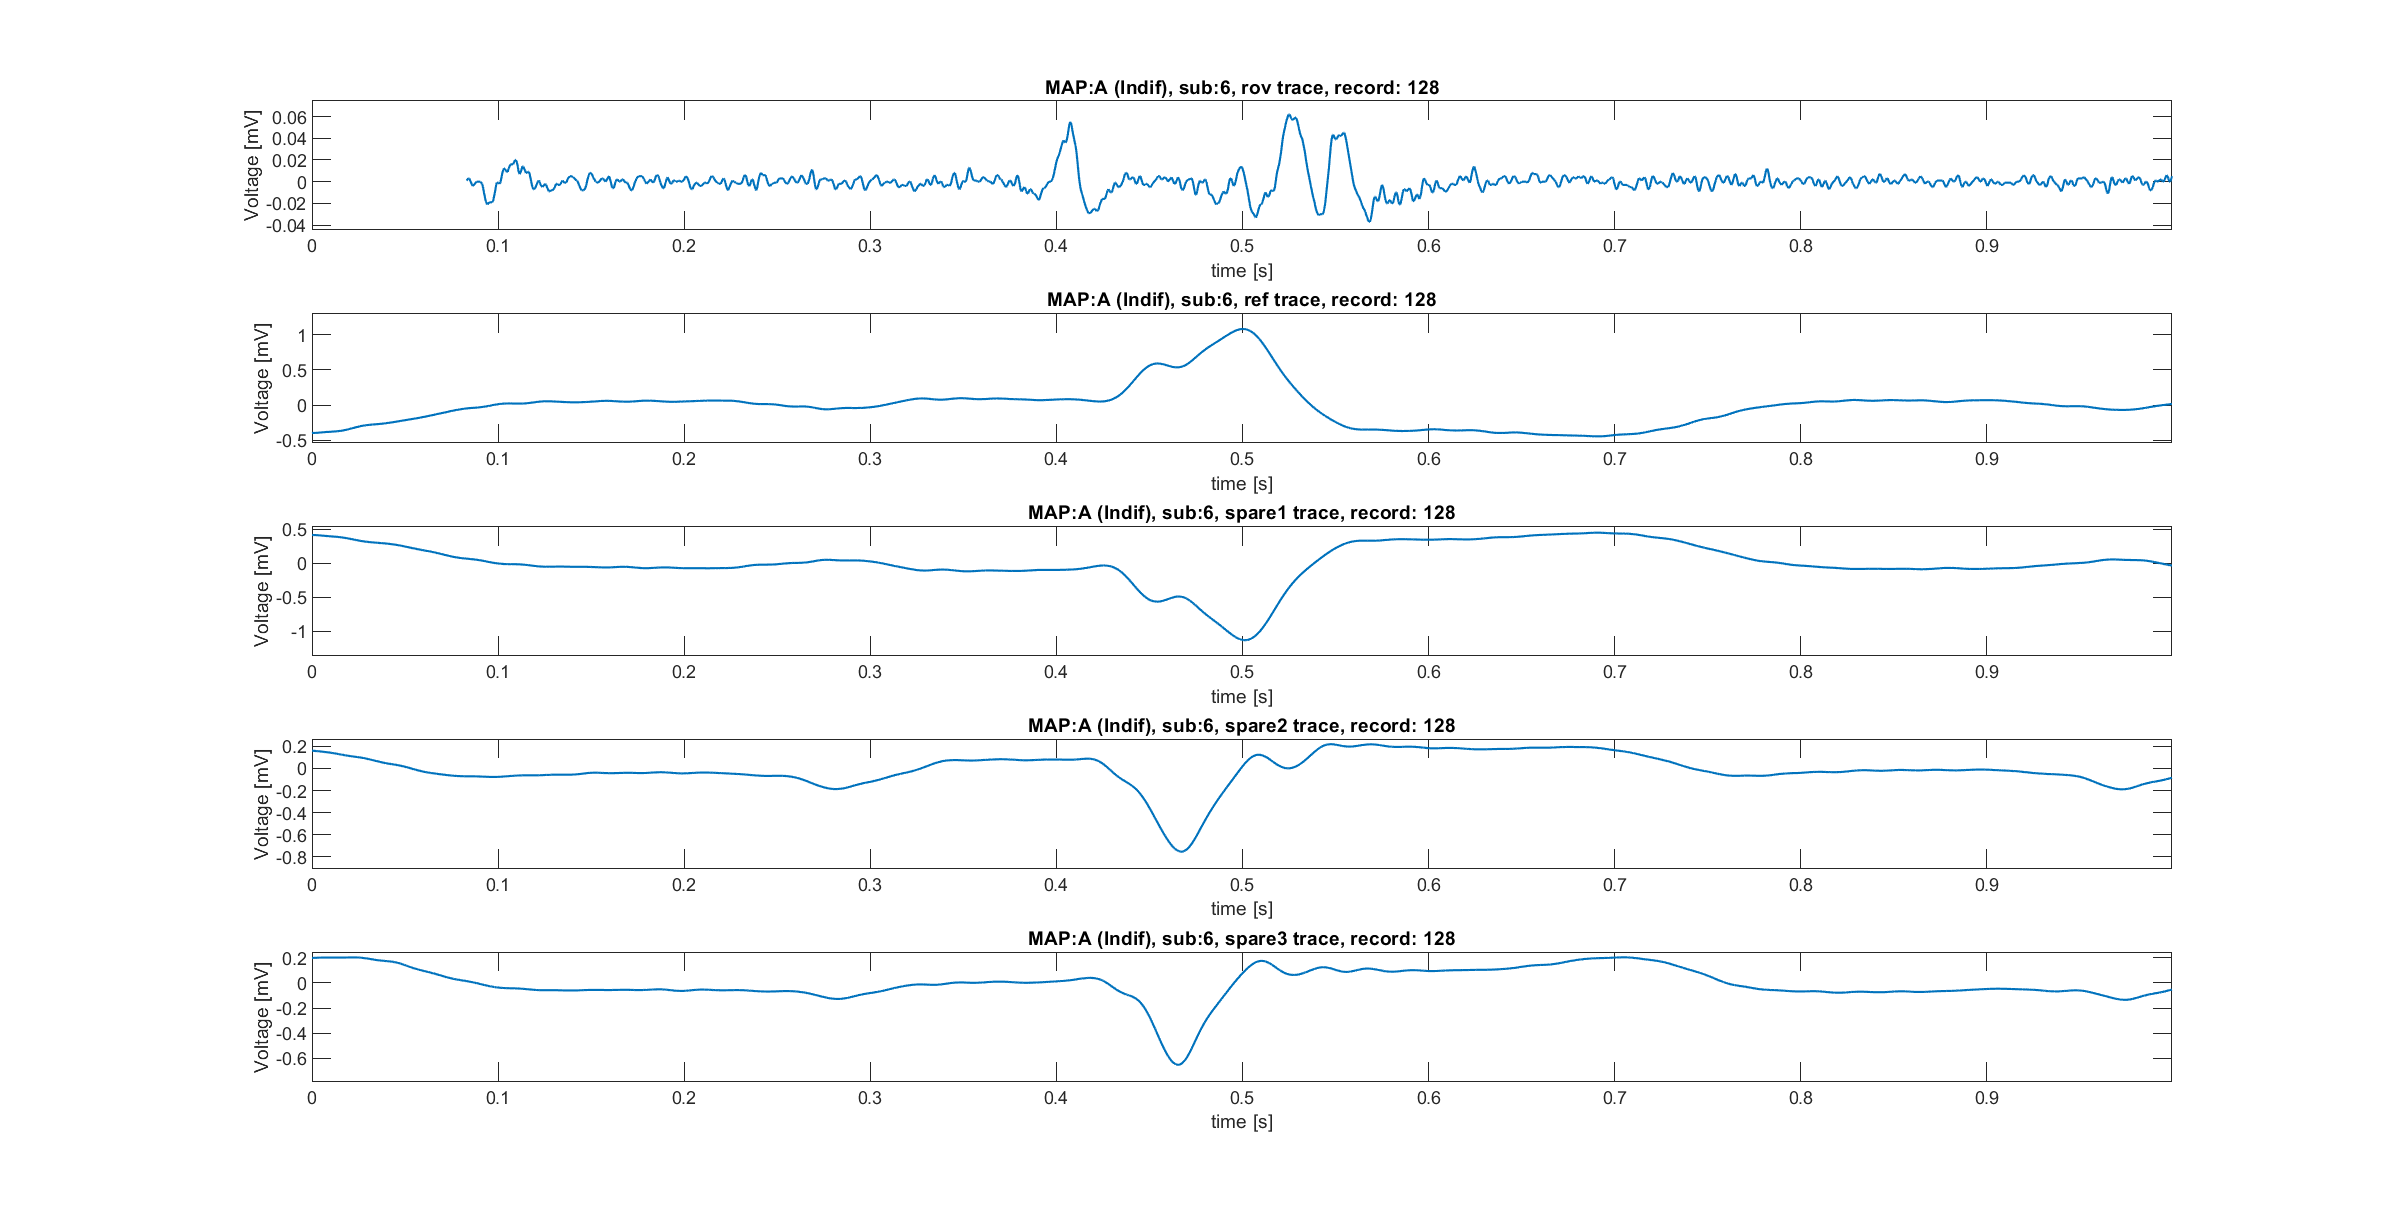 MAP:A (Indif), sub:6, rov trace, record: 128
Voltage [mV]
0.06
0.04
0.02
0
-0.02
-0.04
0 0.1 0.2 0.3 0.4 0.5 0.6 0.7 0.8 0.9
time [s]
MAP:A (Indif), sub:6, ref trace, record: 128
Voltage [mV]
1
0.5
0
-0.5
0 0.1 0.2 0.3 0.4 0.5 0.6 0.7 0.8 0.9
time [s]
MAP:A (Indif), sub:6, spare1 trace, record: 128
Voltage [mV]
0.5
0
-0.5
-1
0 0.1 0.2 0.3 0.4 0.5 0.6 0.7 0.8 0.9
time [s]
MAP:A (Indif), sub:6, spare2 trace, record: 128
Voltage [mV]
0.2
0
-0.2
-0.4
-0.6
-0.8
0 0.1 0.2 0.3 0.4 0.5 0.6 0.7 0.8 0.9
time [s]
MAP:A (Indif), sub:6, spare3 trace, record: 128
Voltage [mV]
0.2
0
-0.2
-0.4
-0.6
0 0.1 0.2 0.3 0.4 0.5 0.6 0.7 0.8 0.9
time [s]